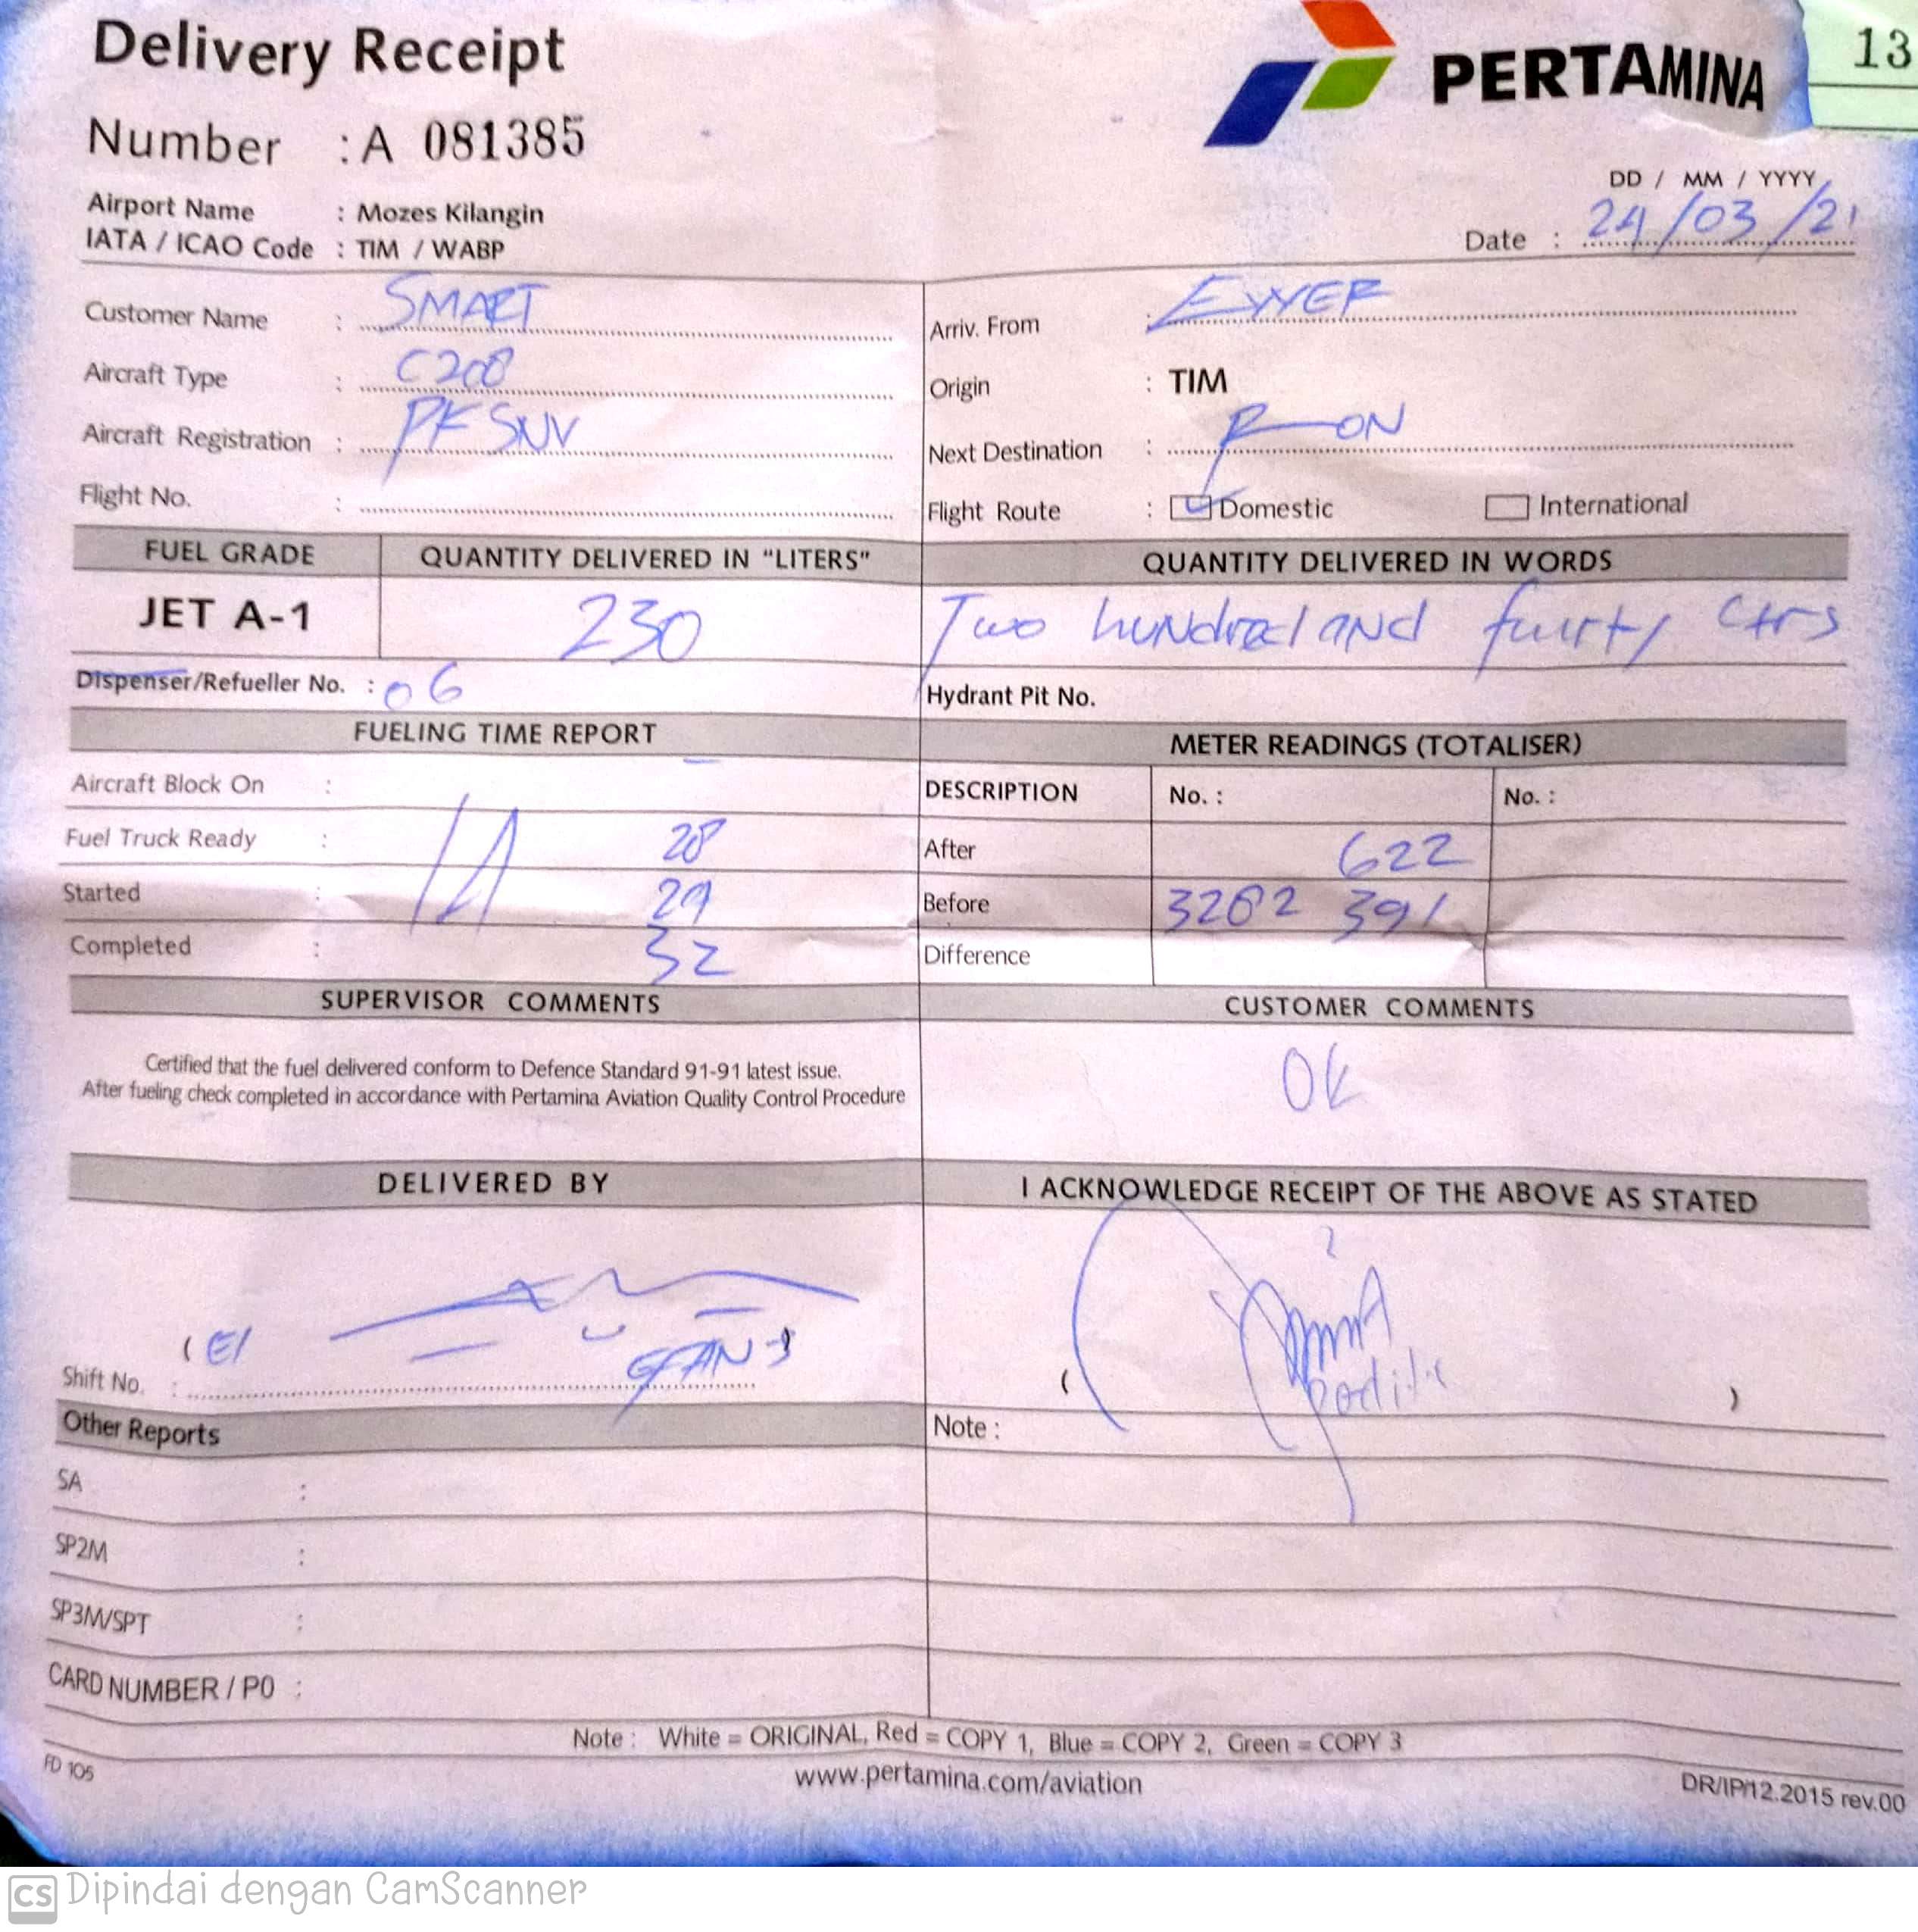 Delivery Receipt
PERTAMINA
13
Number : A 081385
DD / MM / YYYY
Date : 24/03/21
Airport Name : Mozes Kilangin
IATA / ICAO Code : TIM / WABP
Customer Name : SMART
Arriv. From :
Aircraft Type : C208
Origin : TIM
Aircraft Registration : PK SNV
Next Destination : R-ON
Flight No. :
Flight Route : Domestic International
FUEL GRADE QUANTITY DELIVERED IN "LITERS" QUANTITY DELIVERED IN WORDS
JET A-1 230 Two hundred and Ltrs
Dispenser/Refueller No. : 06 Hydrant Pit No.
FUELING TIME REPORT METER READINGS (TOTALISER)
Aircraft Block On : DESCRIPTION No. : No. :
Fuel Truck Ready : 14 28 After 622
Started : 29 Before 3262 391
Completed : 32 Difference
SUPERVISOR COMMENTS CUSTOMER COMMENTS
Certified that the fuel delivered conform to Defence Standard 91-91 latest issue.
After fueling check completed in accordance with Pertamina Aviation Quality Control Procedure
OK
DELIVERED BY I ACKNOWLEDGE RECEIPT OF THE ABOVE AS STATED
Shift No. :
Other Reports Note :
SA :
SP2M :
SP3M/SPT :
CARD NUMBER / PO :
Note : White = ORIGINAL, Red = COPY 1, Blue = COPY 2, Green = COPY 3
FD 105
www.pertamina.com/aviation
DR/IP/12.2015 rev.00
CS Dipindai dengan CamScanner